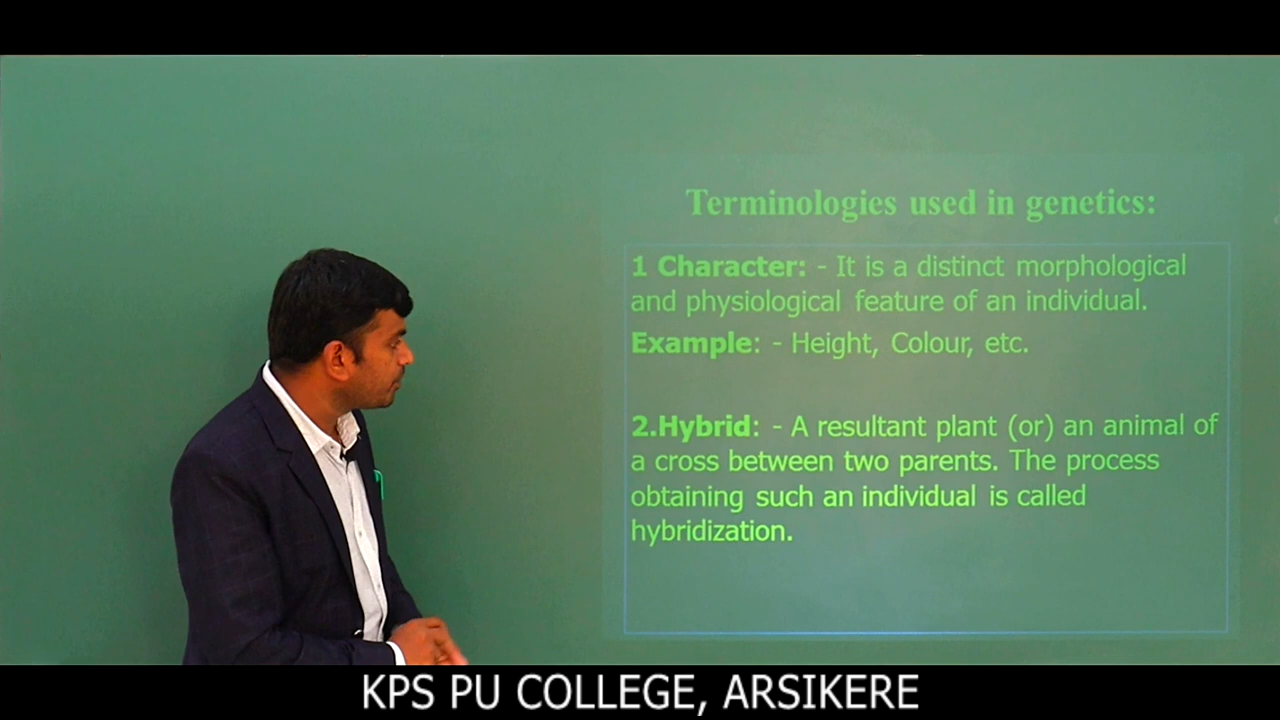 Terminologies used in genetics:
1 Character: - It is a distinct morphological
and physiological feature of an individual.
Example: - Height, Colour, etc.
2.Hybrid: - A resultant plant (or) an animal of
a cross between two parents. The process
obtaining such an individual is called
hybridization.
KPS PU COLLEGE, ARSIKERE